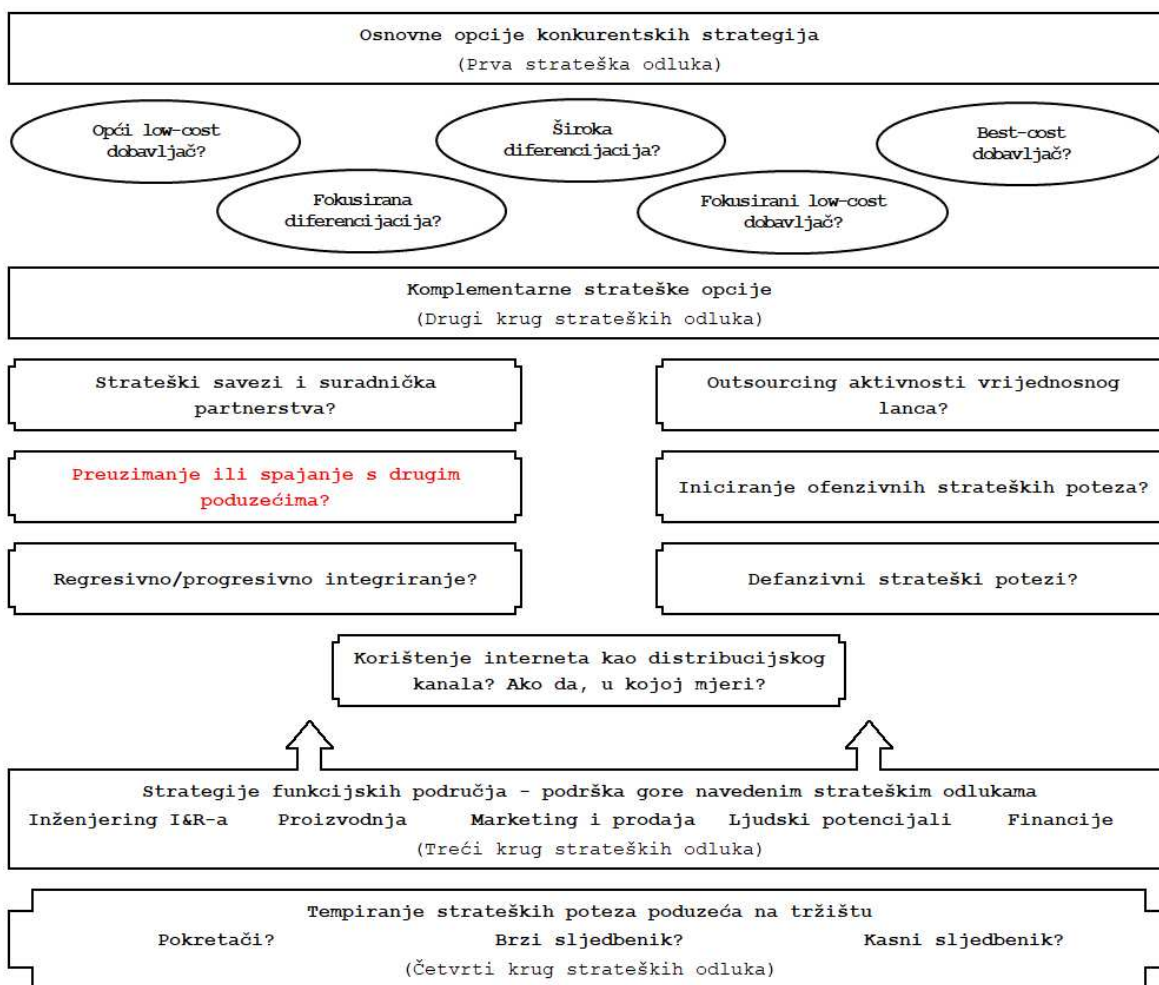 Osnovne opcije konkurentskih strategija
(Prva strateška odluka)
Opći low-cost
dobavljač?
Široka
diferencijacija?
Best-cost
dobavljač?
Fokusirana
diferencijacija?
Fokusirani low-cost
dobavljač?
Komplementarne strateške opcije
(Drugi krug strateških odluka)
Strateški savezi i suradnička
partnerstva?
Outsourcing aktivnosti vrijednosnog
lanca?
Preuzimanje ili spajanje s drugim
poduzećima?
Iniciranje ofenzivnih strateških poteza?
Regresivno/progresivno integriranje?
Defanzivni strateški potezi?
Korištenje interneta kao distribucijskog
kanala? Ako da, u kojoj mjeri?
Strategije funkcijskih područja - podrška gore navedenim strateškim odlukama
Inženjering I&R-a Proizvodnja Marketing i prodaja Ljudski potencijali Financije
(Treći krug strateških odluka)
Tempiranje strateških poteza poduzeća na tržištu
Pokretači? Brzi sljedbenik? Kasni sljedbenik?
(Četvrti krug strateških odluka)